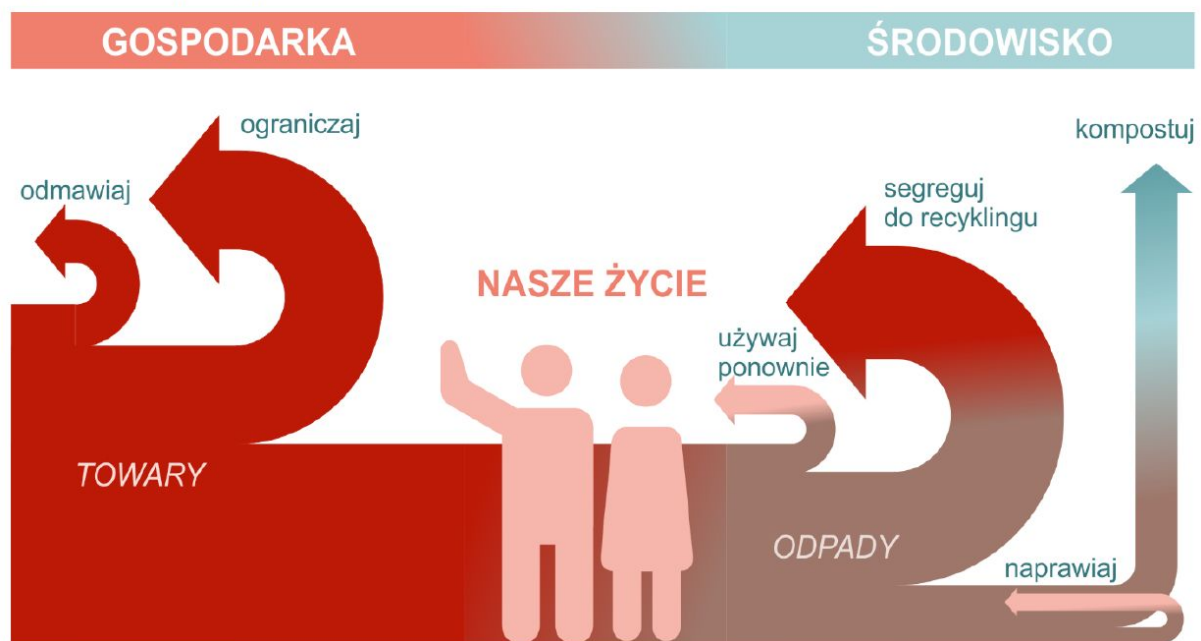 GOSPODARKA
ŚRODOWISKO
ograniczaj
odmawiaj
kompostuj
segreguj
do recyklingu
NASZE ŻYCIE
używaj
ponownie
TOWARY
ODPADY
naprawiaj